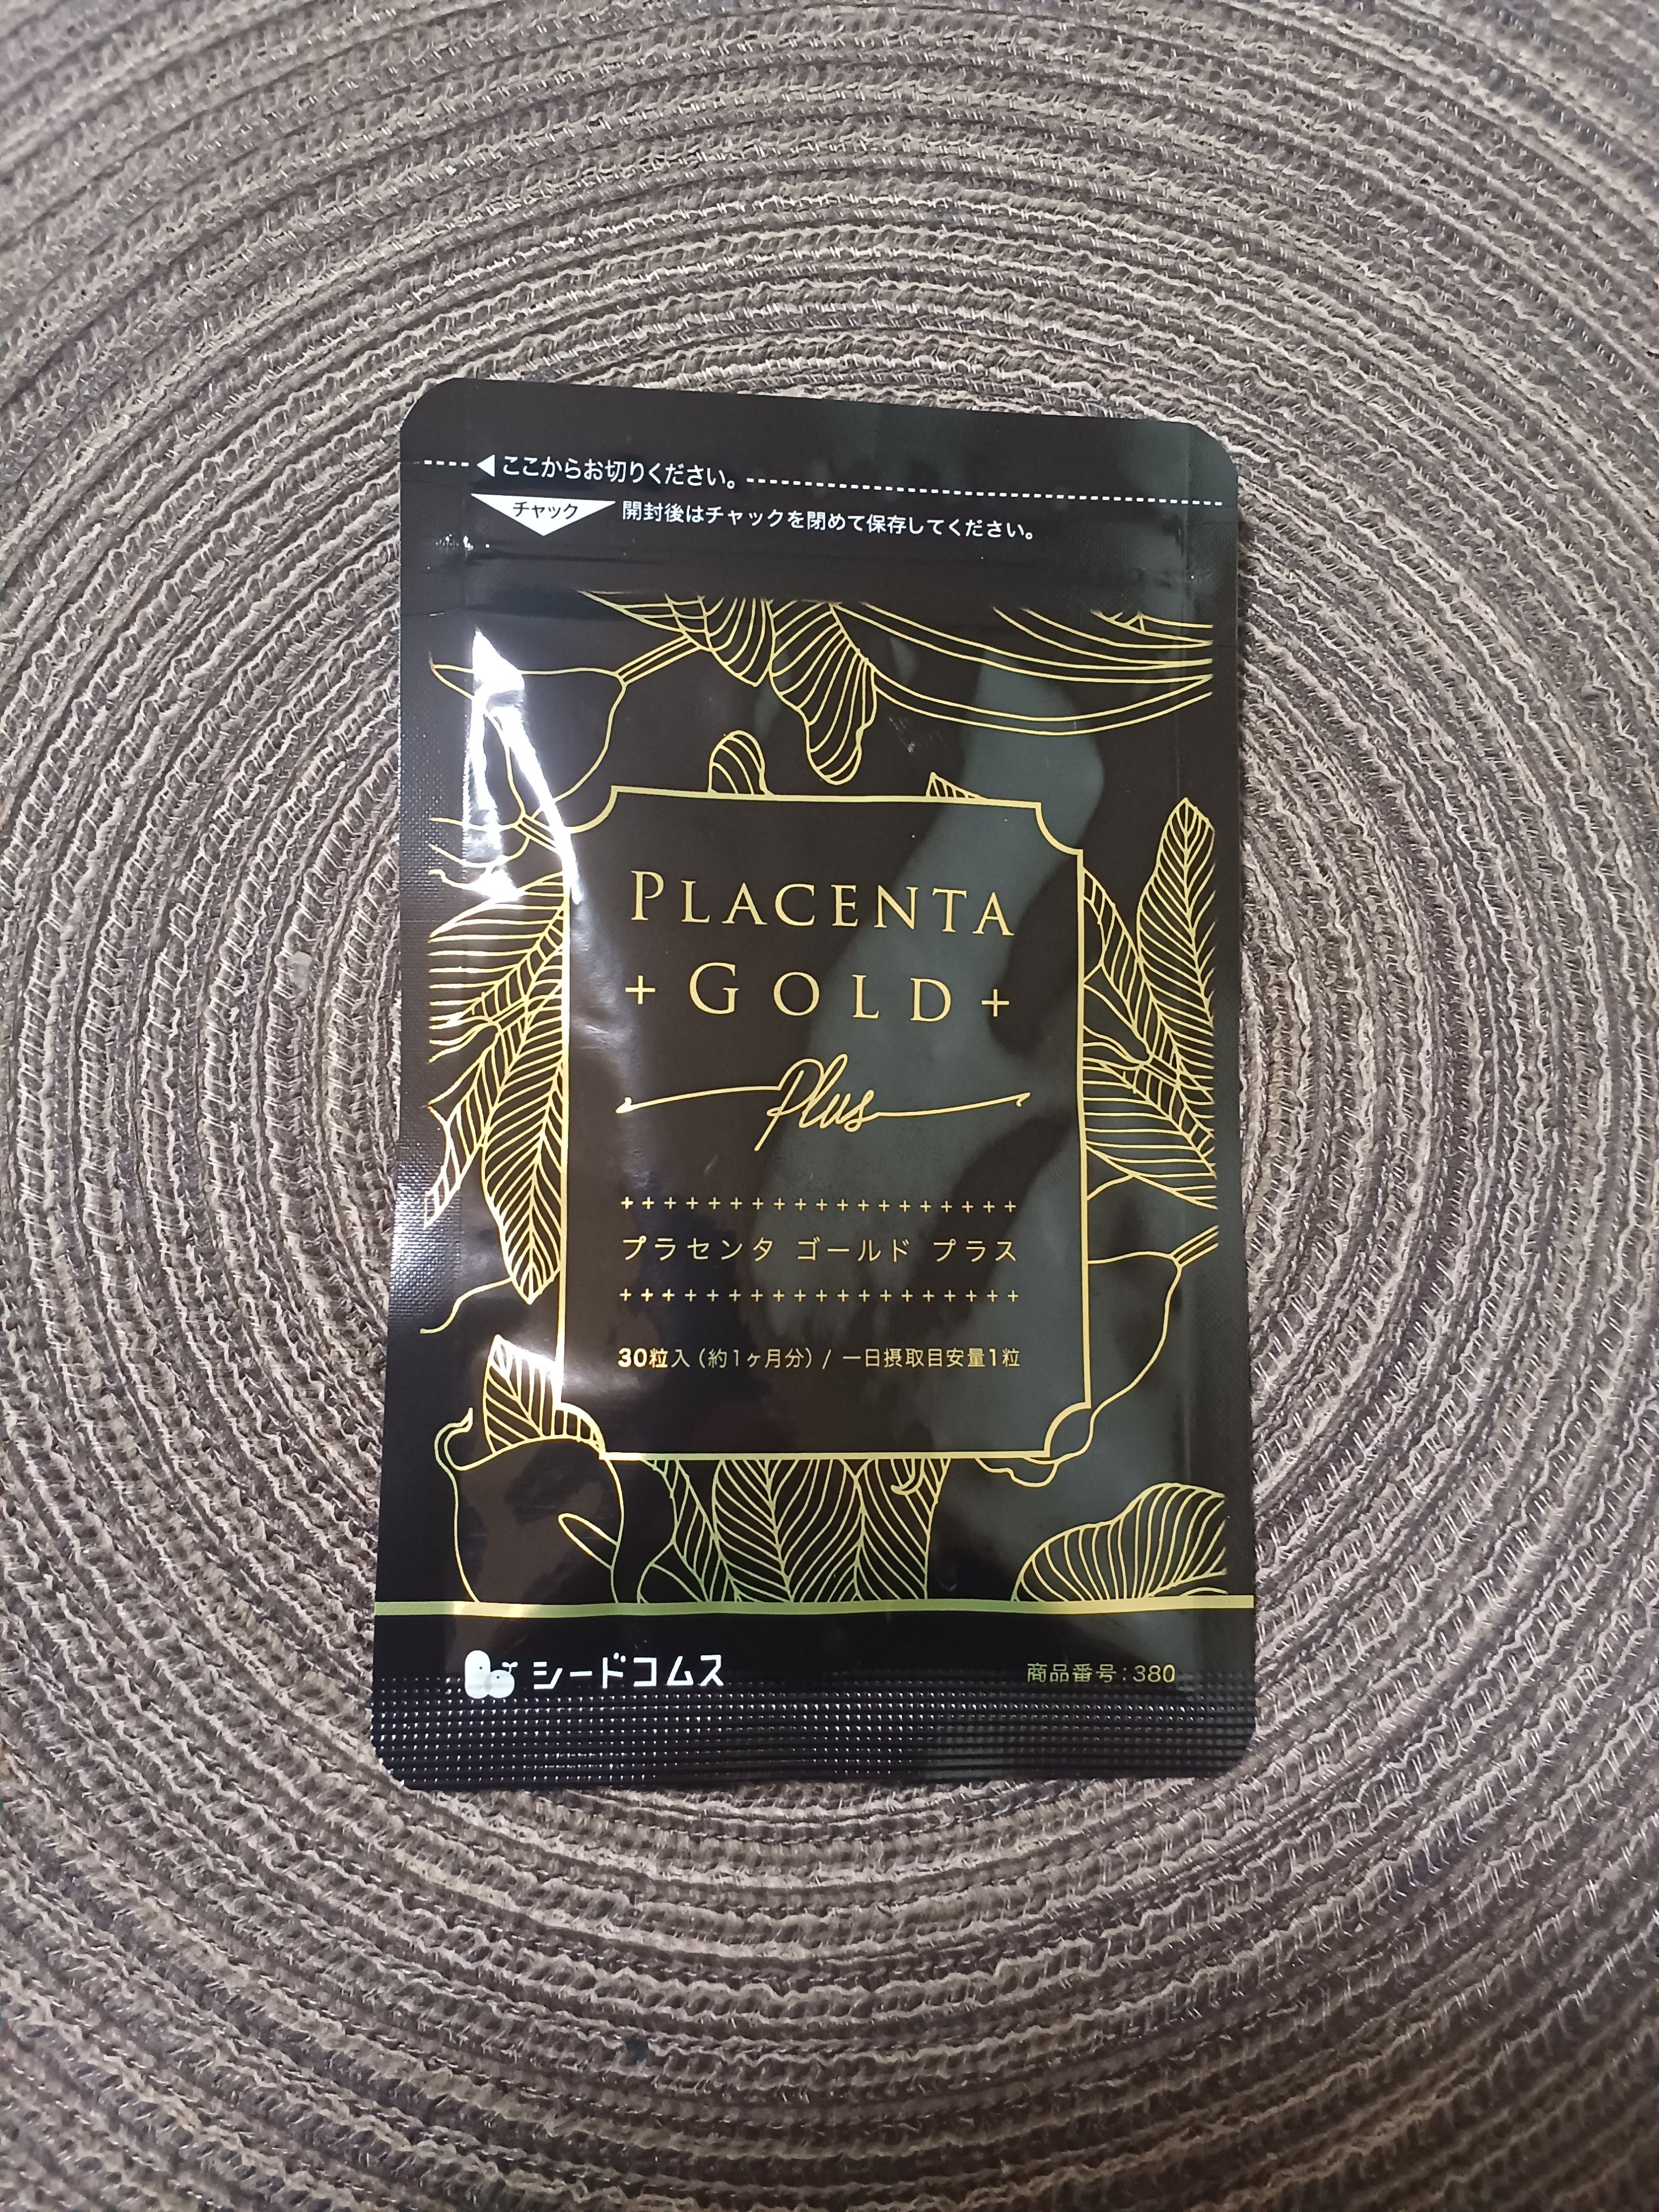 ここからお切りください。
チャック 開封後はチャックを閉めて保存してください。
PLACENTA
+ GOLD +
Plus
++++++++++++++++++
プラセンタ ゴールド プラス
++++++++++++++++++
30粒入（約1ヶ月分）/ 一日摂取目安量1粒
シードコムス
商品番号：380